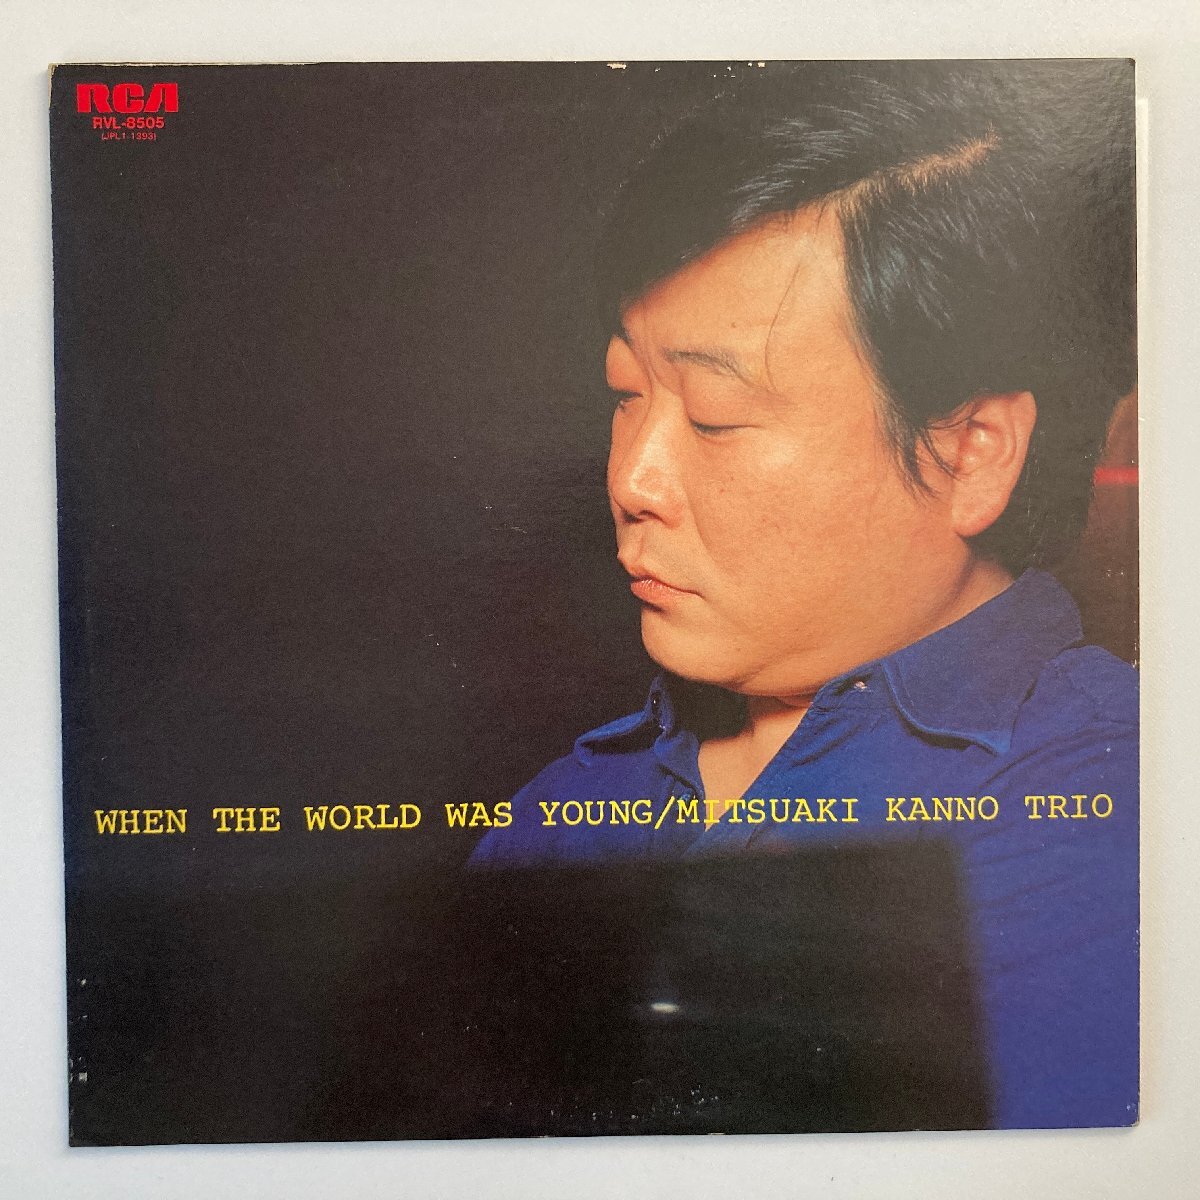 RCA
RVL-8505
(JPL1-1393)
WHEN THE WORLD WAS YOUNG/MITSUAKI KANNO TRIO